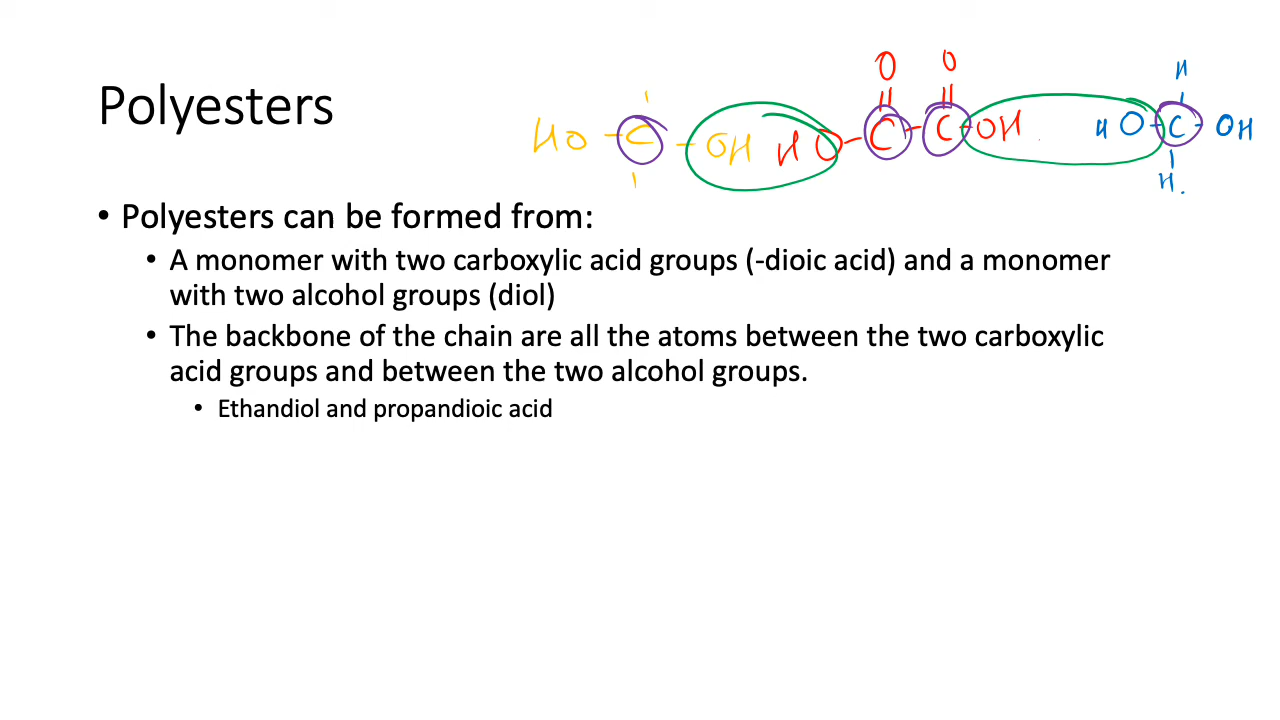 Polyesters
O O H
HO - C - OH HO - C - C - OH HO - C - OH
H.
• Polyesters can be formed from:
• A monomer with two carboxylic acid groups (-dioic acid) and a monomer
with two alcohol groups (diol)
• The backbone of the chain are all the atoms between the two carboxylic
acid groups and between the two alcohol groups.
• Ethandiol and propandioic acid